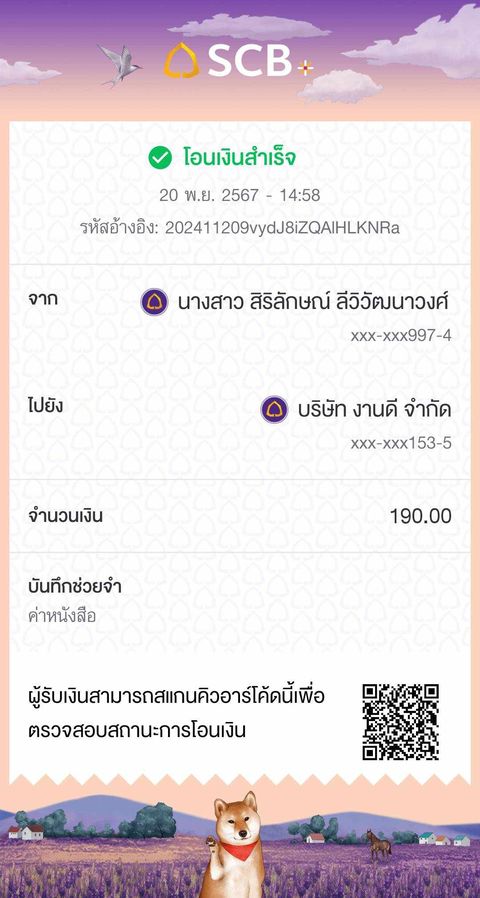 SCB+
โอนเงินสำเร็จ
20 พ.ย. 2567 - 14:58
รหัสอ้างอิง: 202411209vydJ8iZQAlHLKNRa
จาก
นางสาว สิริลักษณ์ ลีวิวัฒนาวงศ์
xxx-xxx997-4
ไปยัง
บริษัท งานดี จำกัด
xxx-xxx153-5
จำนวนเงิน 190.00
บันทึกช่วยจำ
ค่าหนังสือ
ผู้รับเงินสามารถสแกนคิวอาร์โค้ดนี้เพื่อ
ตรวจสอบสถานะการโอนเงิน